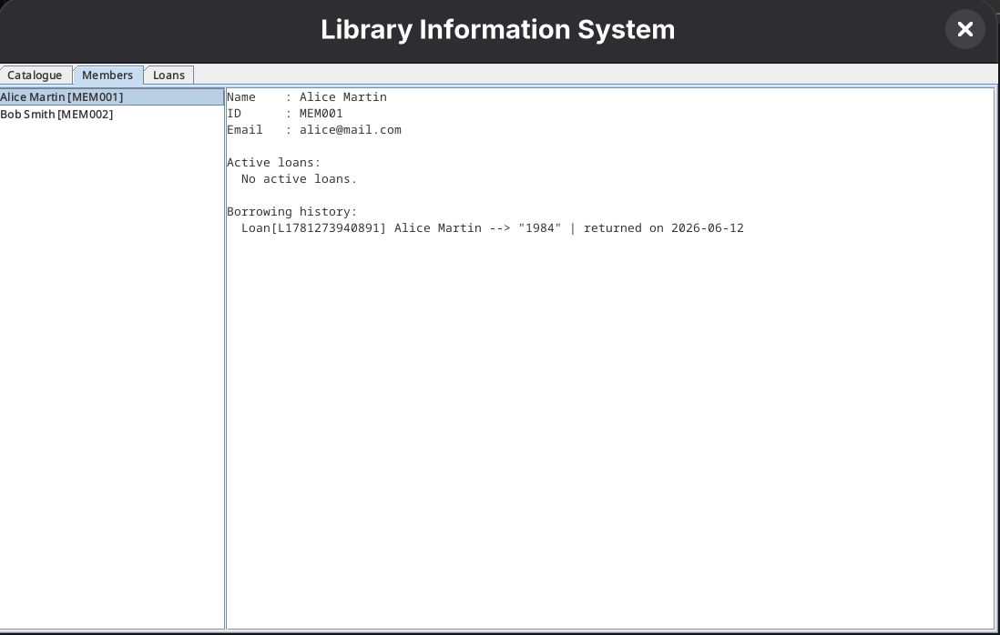 Library Information System
Catalogue Members Loans
Alice Martin [MEM001]
Bob Smith [MEM002]
Name    : Alice Martin
ID      : MEM001
Email   : alice@mail.com
Active loans:
  No active loans.
Borrowing history:
  Loan[L1781273940891] Alice Martin --> "1984" | returned on 2026-06-12